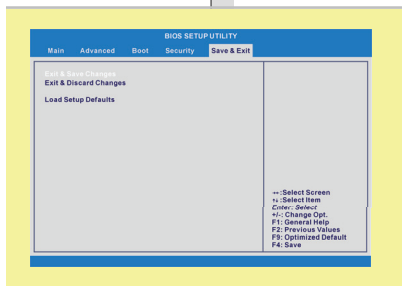 BIOS SETUP UTILITY
Main Advanced Boot Security Save & Exit
Exit & Save Changes
Exit & Discard Changes
Load Setup Defaults
↔ :Select Screen
↑↓ :Select Item
Enter: Select
+/-: Change Opt.
F1: General Help
F2: Previous Values
F9: Optimized Default
F4: Save